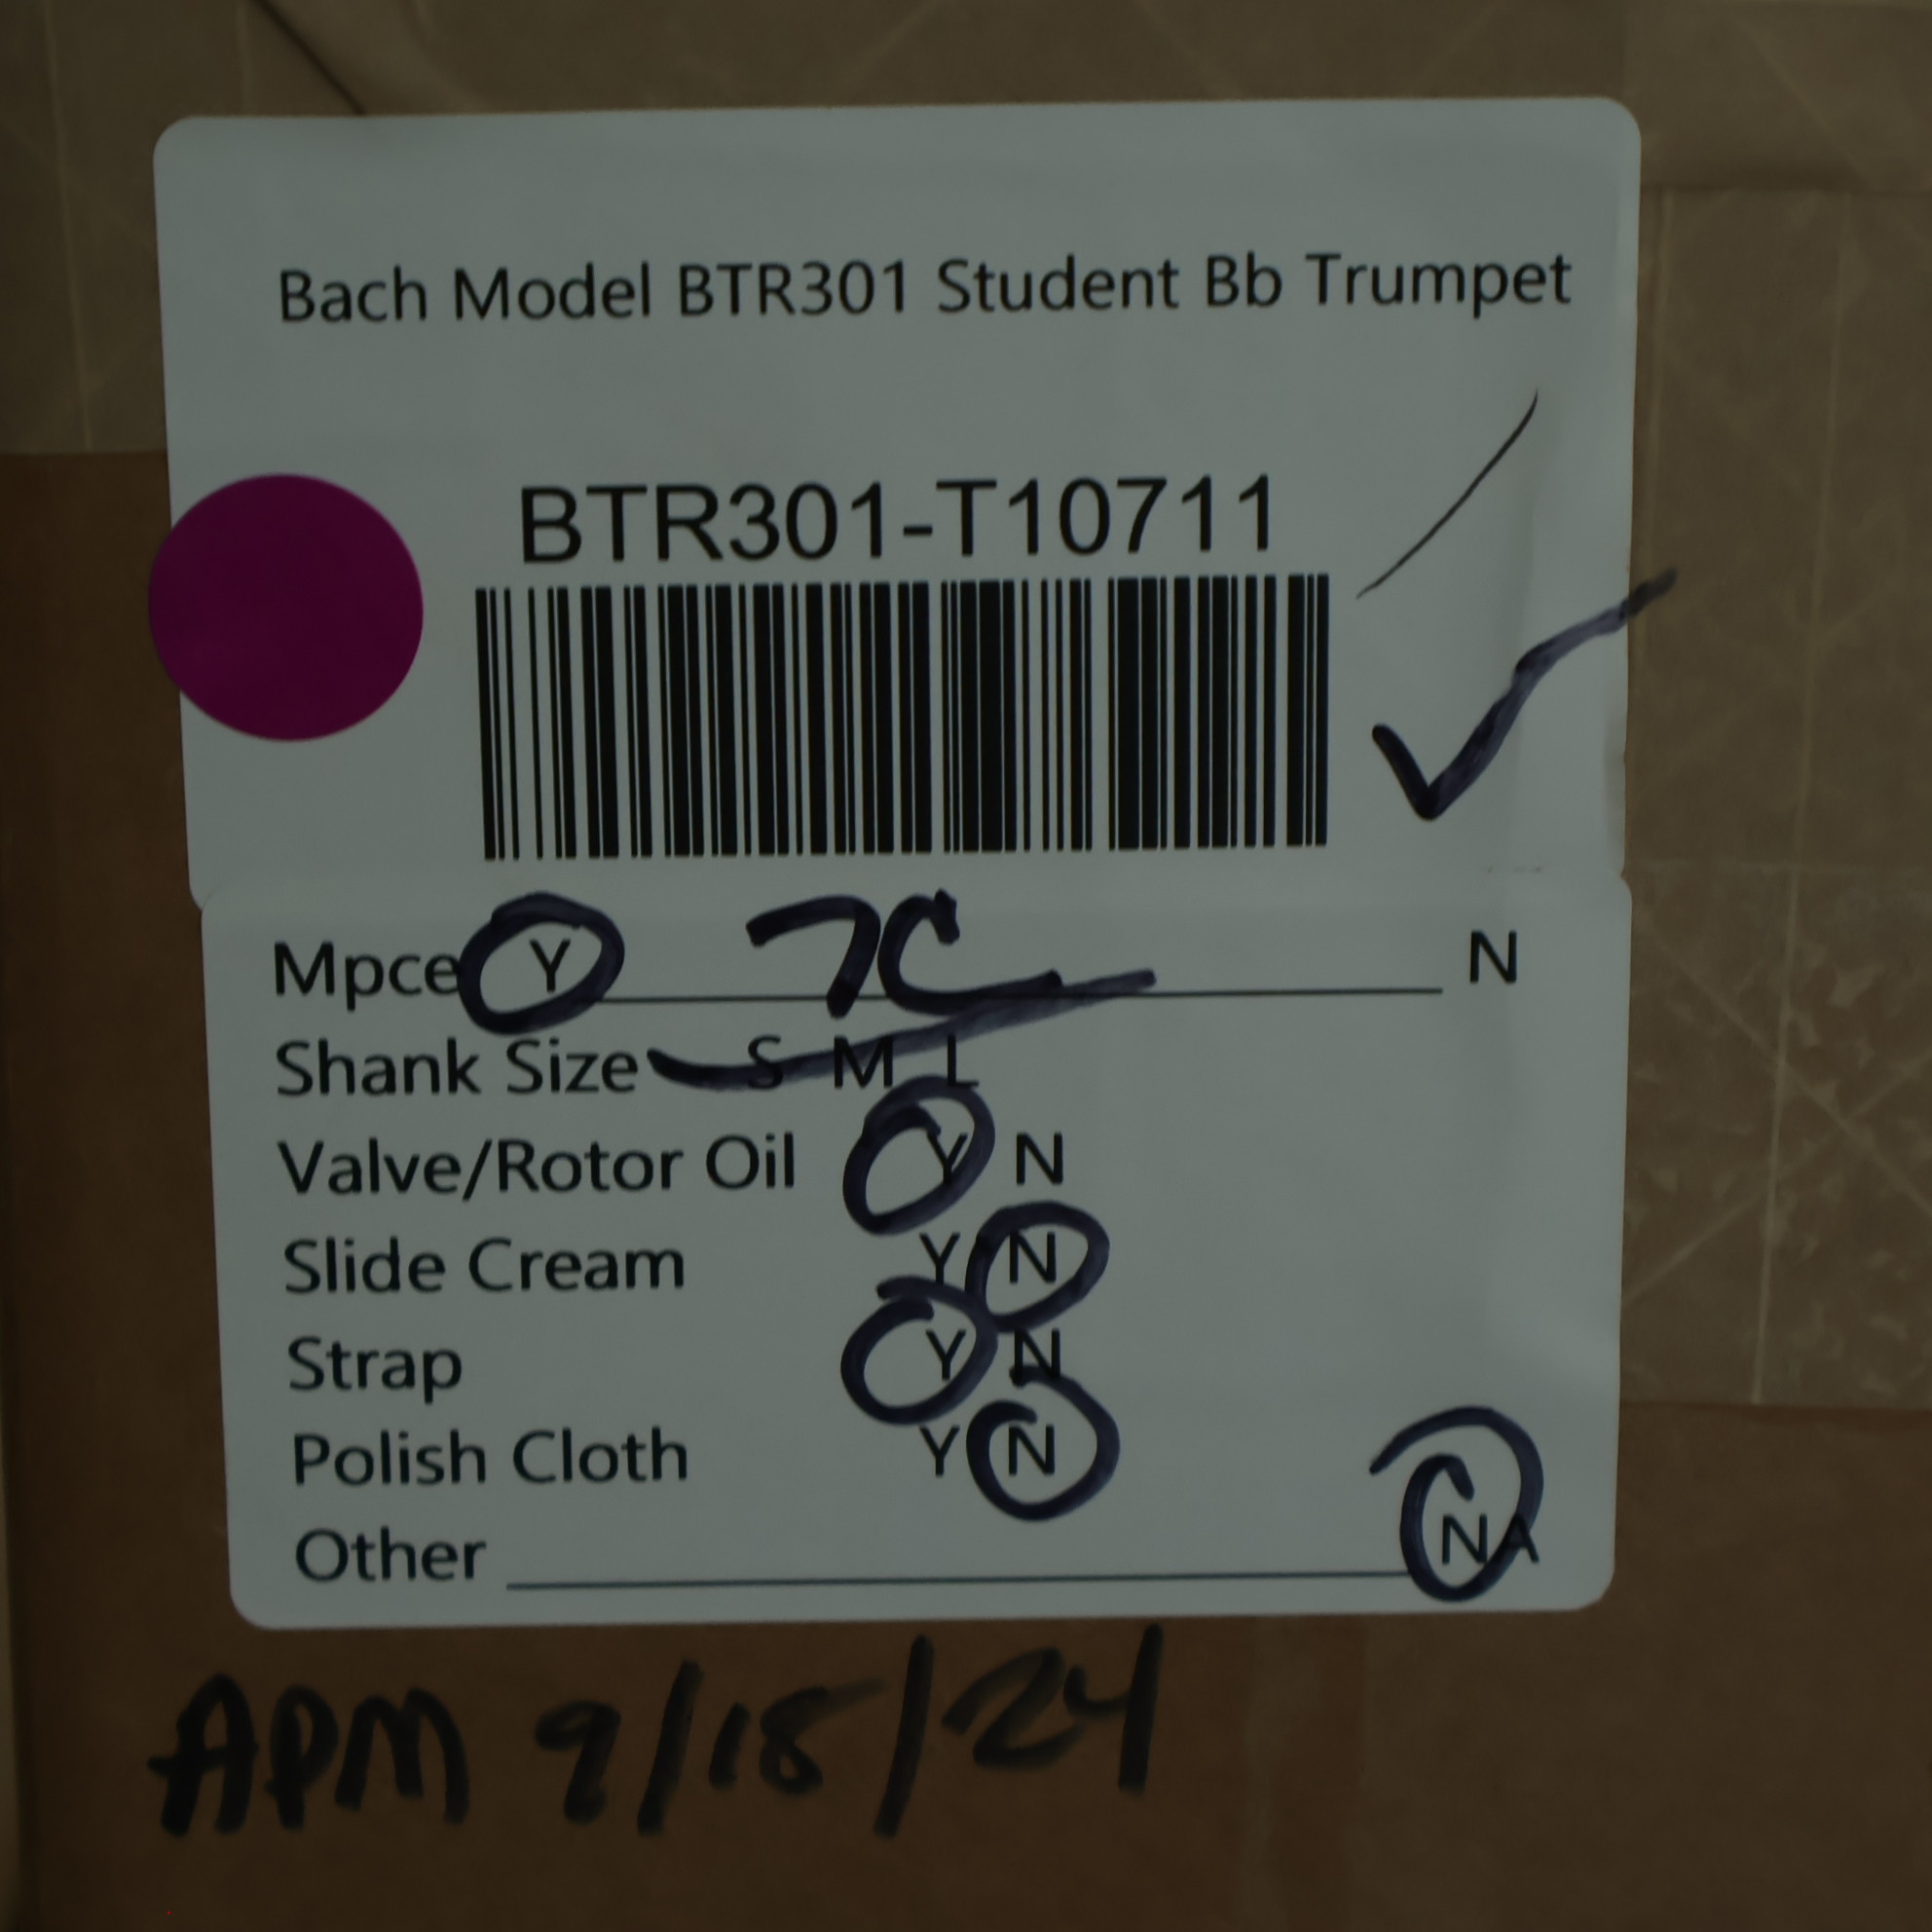 Bach Model BTR301 Student Bb Trumpet
BTR301-T10711
Mpce Y 7C N
Shank Size S M L
Valve/Rotor Oil Y N
Slide Cream Y N
Strap Y N
Polish Cloth Y N
Other NA
APM 9/18/24